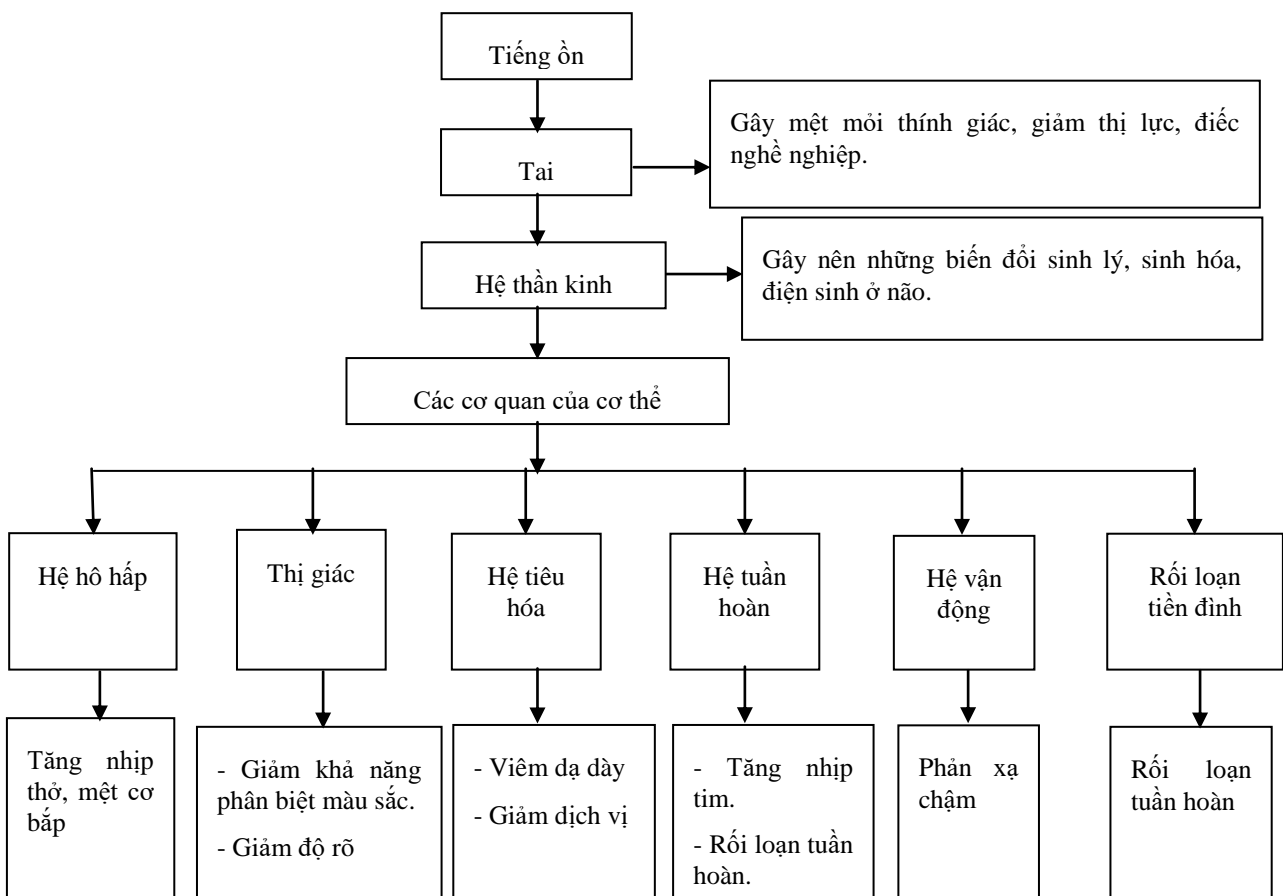 Tiếng ồn
Gây mệt mỏi thính giác, giảm thị lực, điếc
nghề nghiệp.
Tai
Gây nên những biến đổi sinh lý, sinh hóa,
điện sinh ở não.
Hệ thần kinh
Các cơ quan của cơ thể
Hệ hô hấp
Thị giác
Hệ tiêu
hóa
Hệ tuần
hoàn
Hệ vận
động
Rối loạn
tiền đình
Tăng nhịp
thở, mệt cơ
bắp
- Giảm khả năng
phân biệt màu sắc.
- Giảm độ rõ
- Viêm dạ dày
- Giảm dịch vị
- Tăng nhịp
tim.
- Rối loạn tuần
hoàn.
Phản xạ
chậm
Rối loạn
tuần hoàn